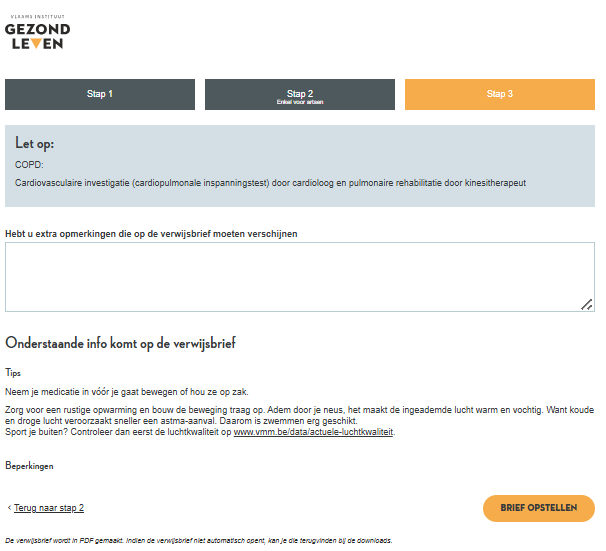 VLAAMS INSTITUUT
GEZOND
LEVEN
Stap 1
Stap 2
Enkel voor artsen
Stap 3
Let op:
COPD:
Cardiovasculaire investigatie (cardiopulmonale inspanningstest) door cardioloog en pulmonaire rehabilitatie door kinesitherapeut
Hebt u extra opmerkingen die op de verwijsbrief moeten verschijnen
Onderstaande info komt op de verwijsbrief
Tips
Neem je medicatie in vóór je gaat bewegen of hou ze op zak.
Zorg voor een rustige opwarming en bouw de beweging traag op. Adem door je neus, het maakt de ingeademde lucht warm en vochtig. Want koude
en droge lucht veroorzaakt sneller een astma-aanval. Daarom is zwemmen erg geschikt.
Sport je buiten? Controleer dan eerst de luchtkwaliteit op www.vmm.be/data/actuele-luchtkwaliteit.
Beperkingen
‹ Terug naar stap 2
BRIEF OPSTELLEN
De verwijsbrief wordt in PDF gemaakt. Indien de verwijsbrief niet automatisch opent, kan je die terugvinden bij de downloads.